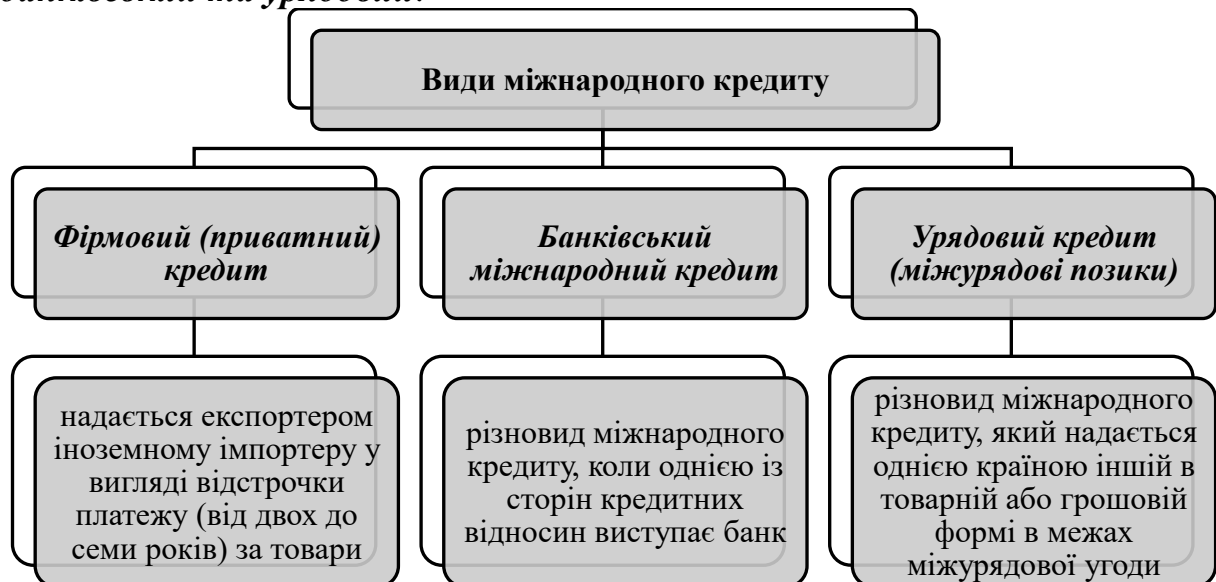 Види міжнародного кредиту
Фірмовий (приватний)
кредит
Банківський
міжнародний кредит
Урядовий кредит
(міжурядові позики)
надається експортером
іноземному імпортеру у
вигляді відстрочки
платежу (від двох до
семи років) за товари
різновид міжнародного
кредиту, коли однією із
сторін кредитних
відносин виступає банк
різновид міжнародного
кредиту, який надається
однією країною іншій в
товарній або грошовій
формі в межах
міжурядової угоди